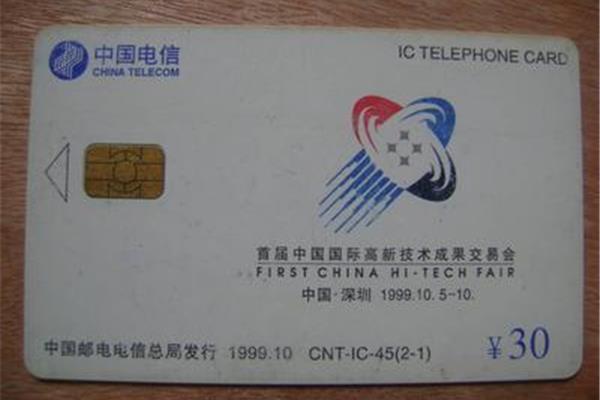 中国电信
CHINA TELECOM
IC TELEPHONE CARD
首届中国国际高新技术成果交易会
FIRST CHINA HI-TECH FAIR
中国·深圳 1999.10.5-10.
中国邮电电信总局发行 1999.10 CNT-IC-45(2-1)
¥30